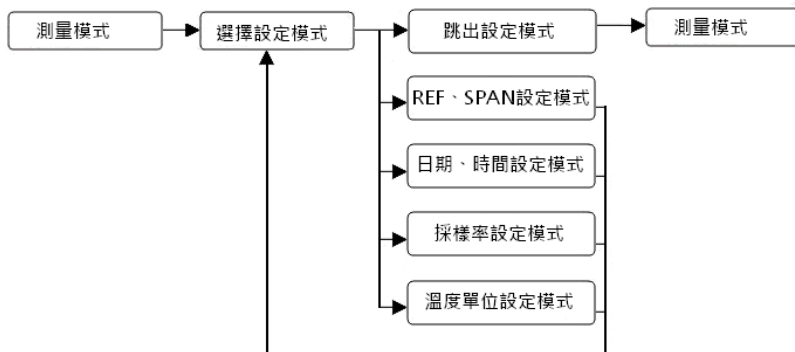 測量模式
選擇設定模式
跳出設定模式
測量模式
REF、SPAN設定模式
日期、時間設定模式
採樣率設定模式
溫度單位設定模式